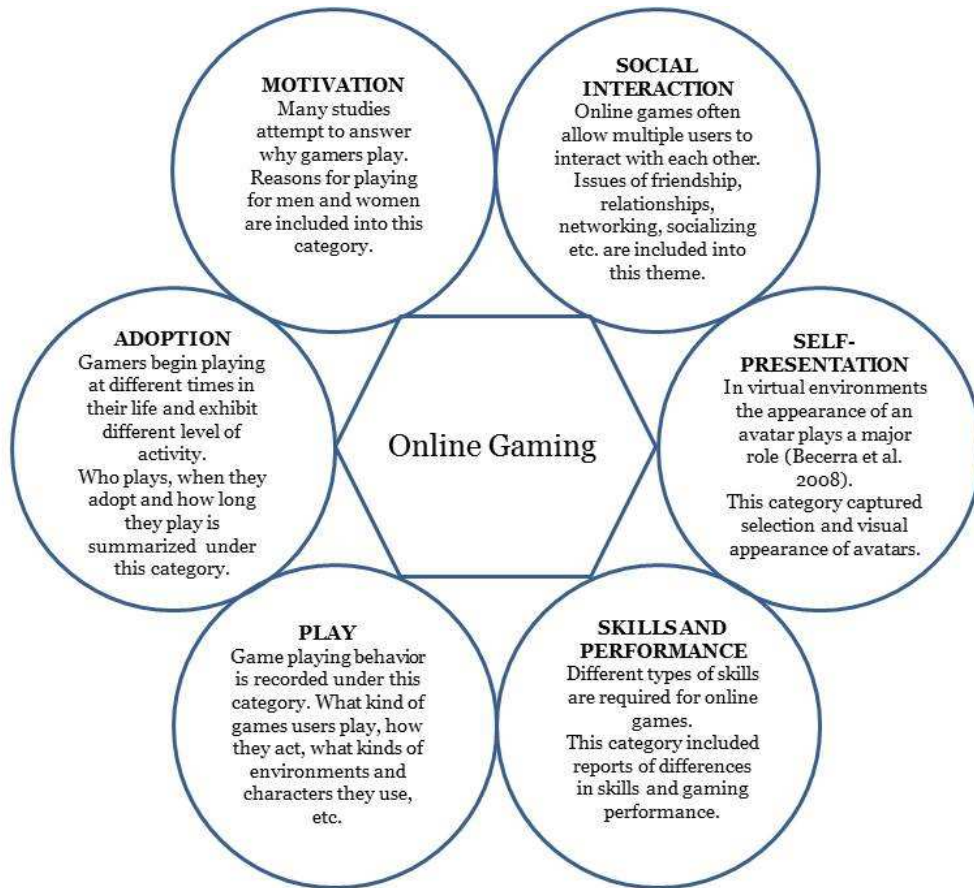 MOTIVATION
Many studies
attempt to answer
why gamers play.
Reasons for playing
for men and women
are included into this
category.
SOCIAL
INTERACTION
Online games often
allow multiple users to
interact with each other.
Issues of friendship,
relationships,
networking, socializing
etc. are included into
this theme.
ADOPTION
Gamers begin playing
at different times in
their life and exhibit
different level of
activity.
Who plays, when they
adopt and how long
they play is
summarized under
this category.
Online Gaming
SELF-
PRESENTATION
In virtual environments
the appearance of an
avatar plays a major
role (Becerra et al.
2008).
This category captured
selection and visual
appearance of avatars.
PLAY
Game playing behavior
is recorded under this
category. What kind of
games users play, how
they act, what kinds of
environments and
characters they use,
etc.
SKILLS AND
PERFORMANCE
Different types of skills
are required for online
games.
This category included
reports of differences
in skills and gaming
performance.